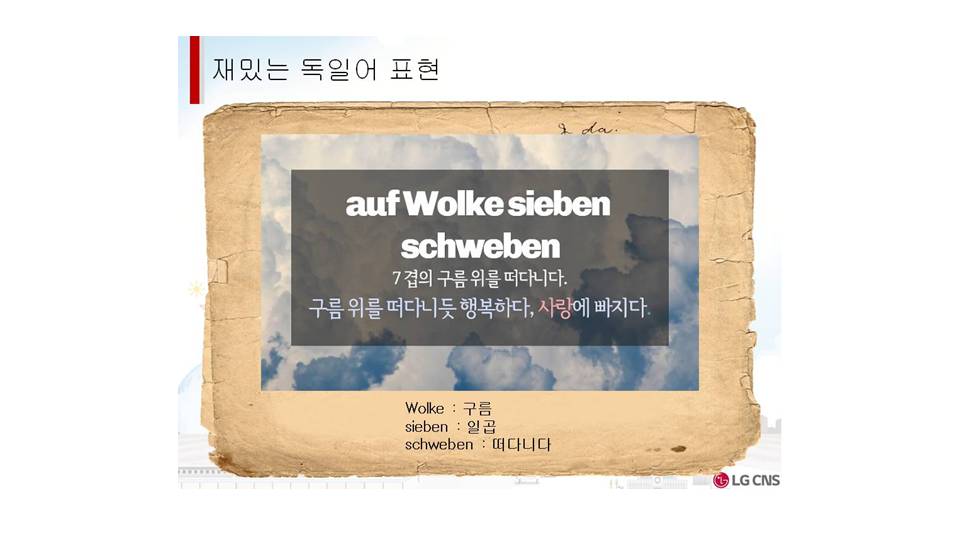 재밌는 독일어 표현
& da.
auf Wolke sieben
schweben
7 겹의 구름 위를 떠다니다.
구름 위를 떠다니듯 행복하다, 사랑에 빠지다.
Wolke : 구름
sieben : 일곱
schweben : 떠다니다
LG CNS